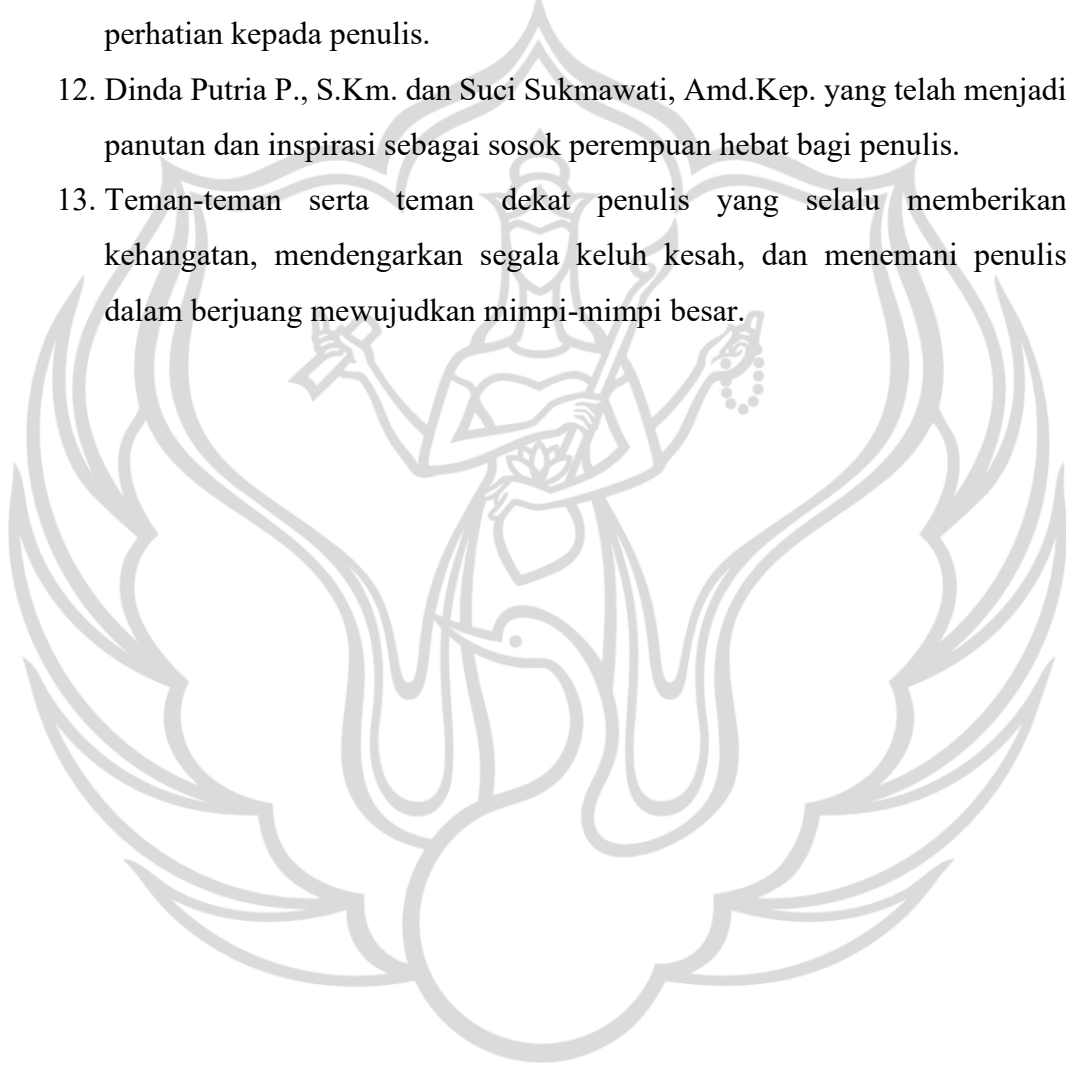 perhatian kepada penulis.
12. Dinda Putria P., S.Km. dan Suci Sukmawati, Amd.Kep. yang telah menjadi
panutan dan inspirasi sebagai sosok perempuan hebat bagi penulis.
13. Teman-teman serta teman dekat penulis yang selalu memberikan
kehangatan, mendengarkan segala keluh kesah, dan menemani penulis
dalam berjuang mewujudkan mimpi-mimpi besar.